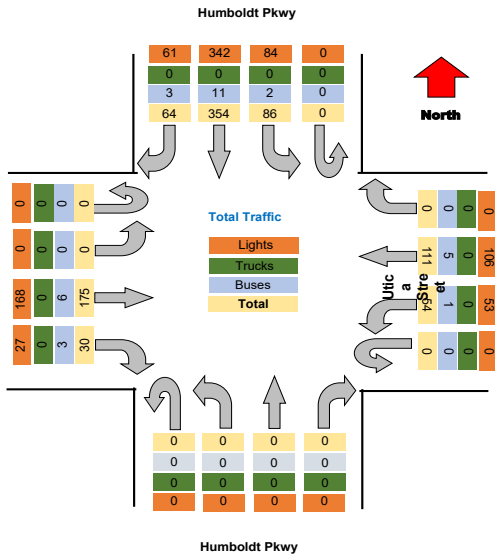 Humboldt Pkwy
61 342 84 0
0 0 0 0
3 11 2 0
64 354 86 0
North
0 0 0 0
0 0 0 0
168 0 6 175
27 0 3 30
Total Traffic
Lights
Trucks
Buses
Total
0 0 0 0
111 5 0 106
54 1 0 53
0 0 0 0
Utic
a
Stre
et
0 0 0 0
0 0 0 0
0 0 0 0
0 0 0 0
Humboldt Pkwy